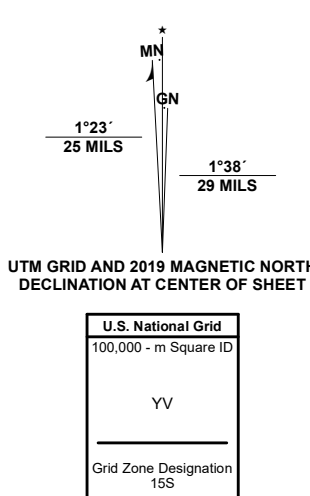 ★
MN
GN
1°23´
25 MILS
1°38´
29 MILS
UTM GRID AND 2019 MAGNETIC NORTH
DECLINATION AT CENTER OF SHEET
U.S. National Grid
100,000 - m Square ID
YV
Grid Zone Designation
15S